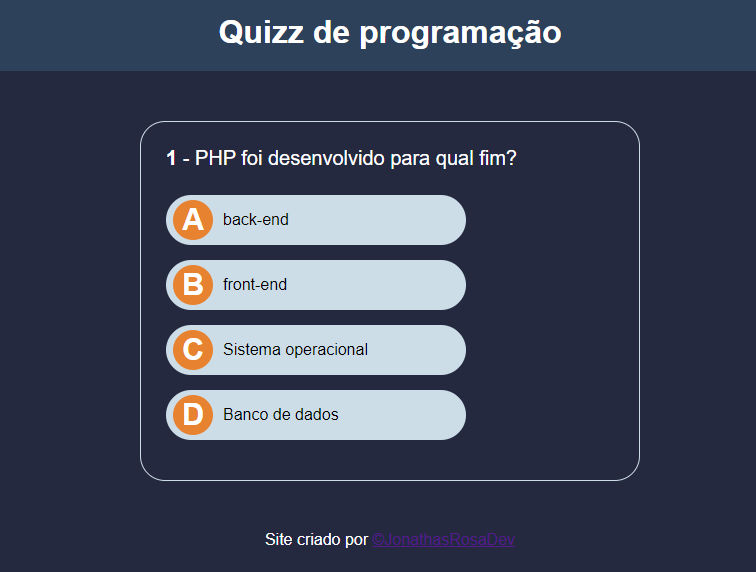 Quizz de programação
1 - PHP foi desenvolvido para qual fim?
A back-end
B front-end
C Sistema operacional
D Banco de dados
Site criado por ©JonathasRosaDev